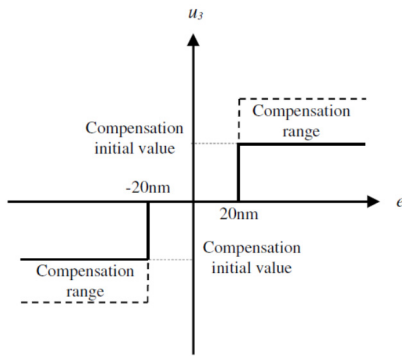 u₃
Compensation
range
Compensation
initial value
-20nm
20nm
e
Compensation
initial value
Compensation
range